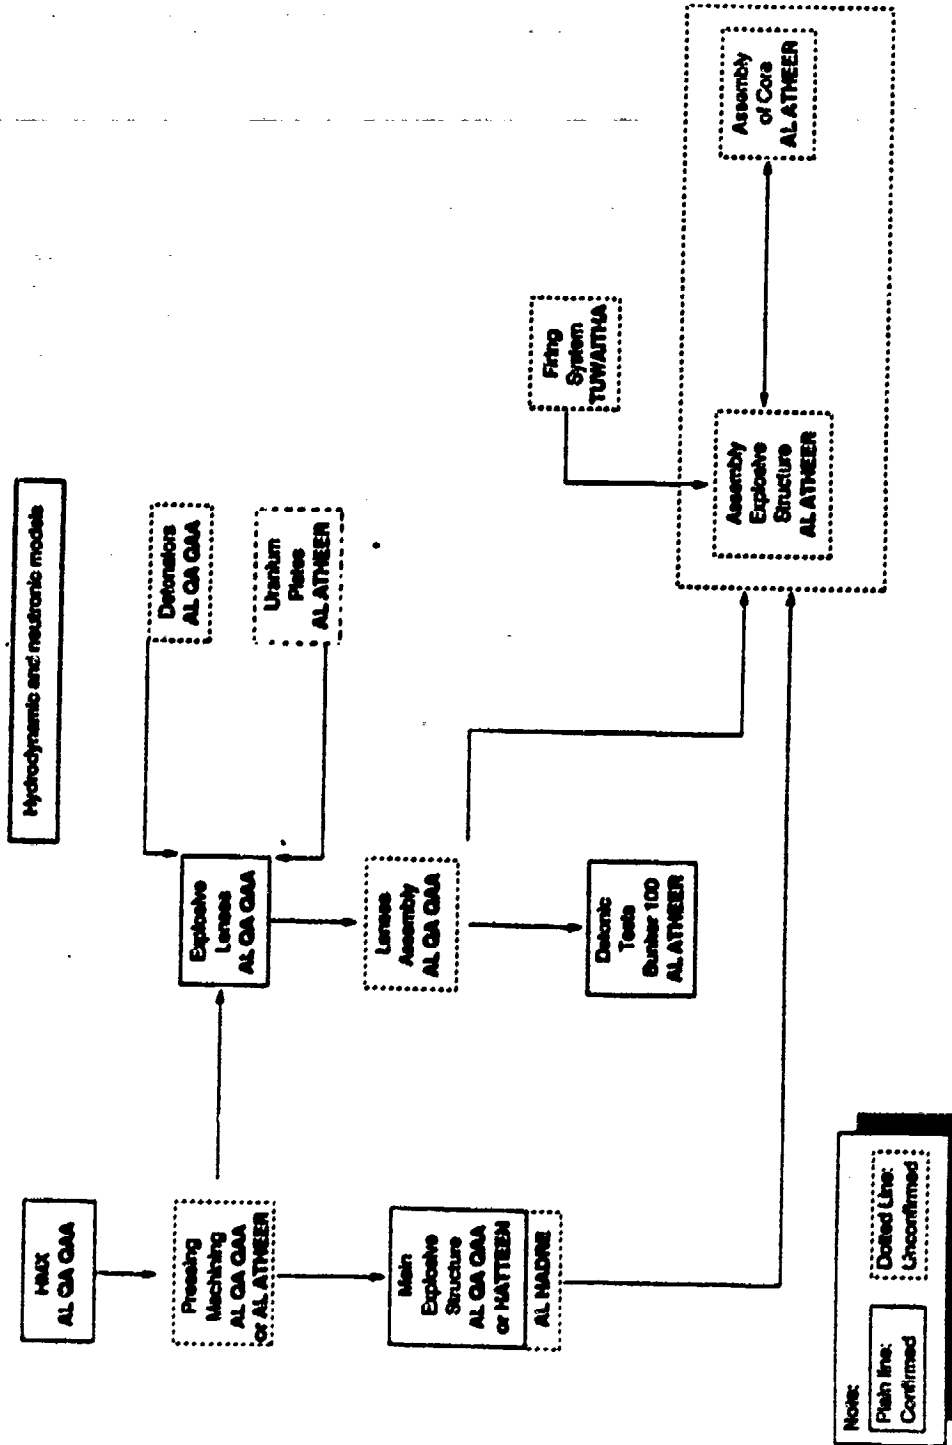 Hydrodynamic and neutronic models
HMX
AL QA QAA
Pressing
Machining
AL QA QAA
or AL ATHEER
Main
Explosive
Structure
AL QA QAA
or HATTEEN
AL HADRE
Explosive
Lenses
AL QA QAA
Detonators
AL QA QAA
Uranium
Plates
AL ATHEER
Lenses
Assembly
AL QA QAA
Detonic
Tests
Bunker 100
AL ATHEER
Firing
System
TUWAITHA
Assembly
Explosive
Structure
AL ATHEER
Assembly
of Core
AL ATHEER
Note:
Plain line:
Confirmed
Dotted Line:
Unconfirmed